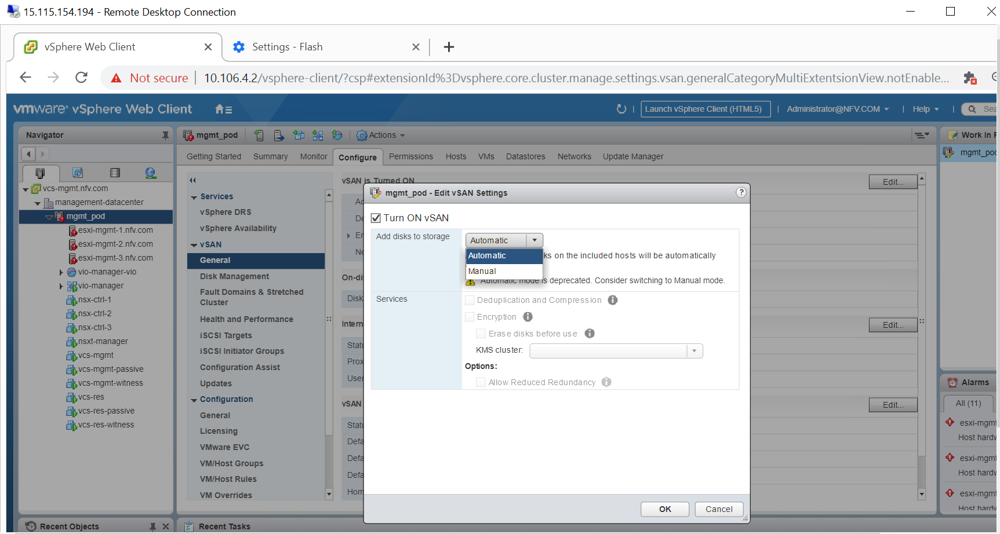 15.115.154.194 - Remote Desktop Connection
vSphere Web Client
Settings - Flash
Not secure
10.106.4.2/vsphere-client/?csp#extensionId%3Dvsphere.core.cluster.manage.settings.vsan.generalCategoryMultiExtentsionView.notEnable...
vmware® vSphere Web Client
Launch vSphere Client (HTML5)
Administrator@NFV.COM
Help
Sea
Navigator
vcs-mgmt.nfv.com
management-datacenter
mgmt_pod
esxi-mgmt-1.nfv.com
esxi-mgmt-2.nfv.com
esxi-mgmt-3.nfv.com
vio-manager-vio
vio-manager
nsx-ctrl-1
nsx-ctrl-2
nsx-ctrl-3
nsxt-manager
vcs-mgmt
vcs-mgmt-passive
vcs-mgmt-witness
vcs-res
vcs-res-passive
vcs-res-witness
mgmt_pod
Actions
Getting Started
Summary
Monitor
Configure
Permissions
Hosts
VMs
Datastores
Networks
Update Manager
Services
vSphere DRS
vSphere Availability
vSAN
General
Disk Management
Fault Domains & Stretched
Cluster
Health and Performance
iSCSI Targets
iSCSI Initiator Groups
Configuration Assist
Updates
Configuration
General
Licensing
VMware EVC
VM/Host Groups
VM/Host Rules
VM Overrides
vSAN is Turned ON
Edit...
Ad
De
En
Ne
On-di
Disk
Intern
Edit...
Statu
Prox
User
vSAN
Edit...
Statu
Defa
Defa
Defa
Hom
mgmt_pod - Edit vSAN Settings
Turn ON vSAN
Add disks to storage
Automatic
Automatic
Manual
ks on the included hosts will be automatically
Automatic mode is deprecated. Consider switching to Manual mode.
Services
Deduplication and Compression
Encryption
Erase disks before use
KMS cluster:
Options:
Allow Reduced Redundancy
OK
Cancel
Work In P
mgmt_pod
Alarms
All (11)
esxi-mgmt
Host hardw
esxi-mgmt
Host hardw
esxi-mgmt
Host hardw
Recent Objects
Recent Tasks